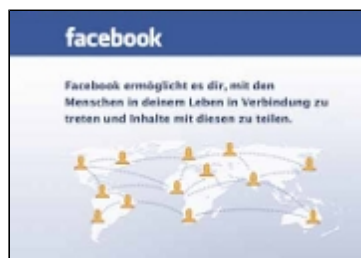 facebook
Facebook ermöglicht es dir, mit den
Menschen in deinem Leben in Verbindung zu
treten und Inhalte mit diesen zu teilen.